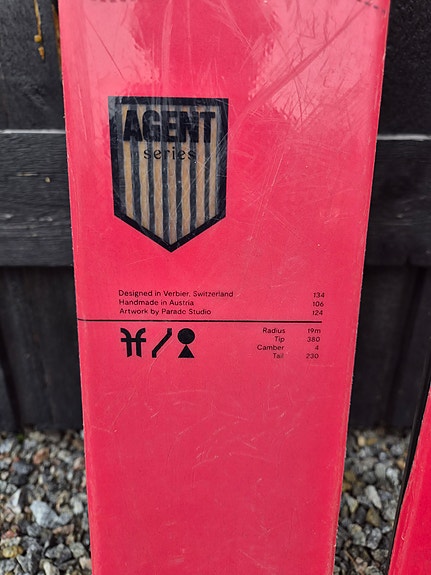 AGENT
series
Designed in Verbier, Switzerland 134
Handmade in Austria 106
Artwork by Parade Studio 124
Radius 19m
Tip 380
Camber 4
Tail 230